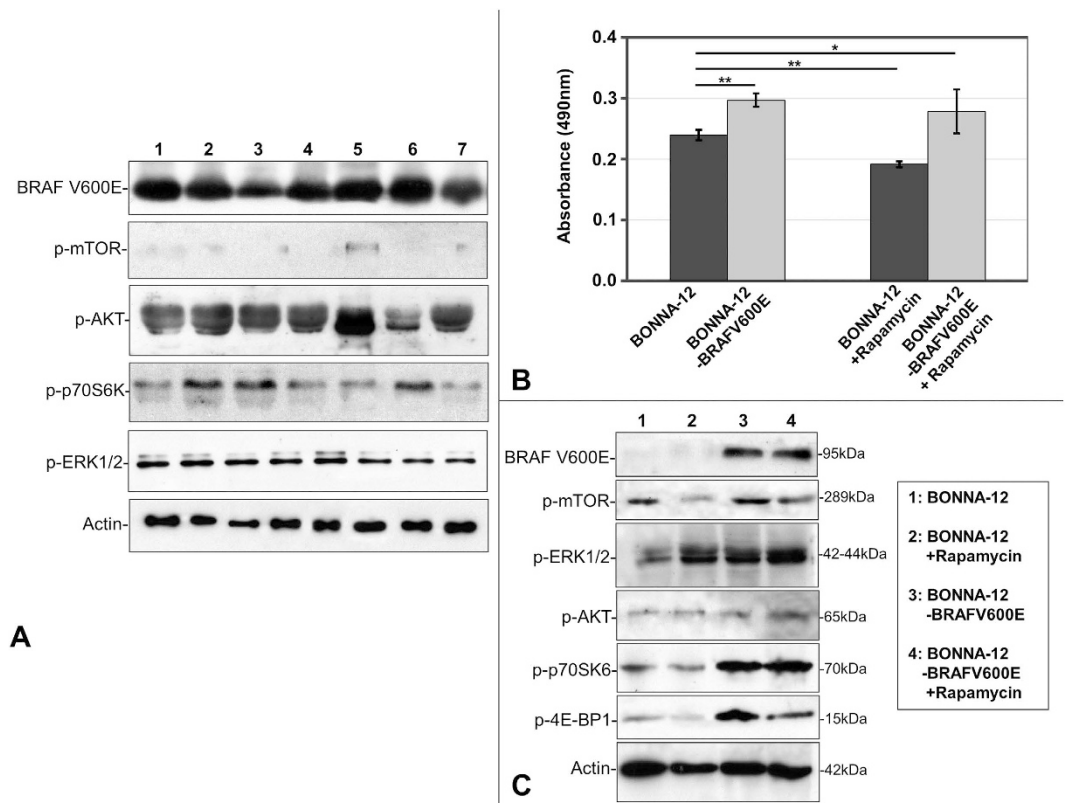 1 2 3 4 5 6 7
BRAF V600E-
p-mTOR-
p-AKT-
p-p70S6K-
p-ERK1/2-
Actin-
A
0.4
0.3
0.2
0.1
0.0
Absorbance (490nm)
*
**
**
BONNA-12
BONNA-12
-BRAFV600E
BONNA-12
+Rapamycin
BONNA-12
-BRAFV600E
+ Rapamycin
B
1 2 3 4
BRAF V600E- -95kDa
p-mTOR- -289kDa
p-ERK1/2- -42-44kDa
p-AKT- -65kDa
p-p70SK6 -70kDa
p-4E-BP1 -15kDa
Actin- -42kDa
1: BONNA-12
2: BONNA-12
+Rapamycin
3: BONNA-12
-BRAFV600E
4: BONNA-12
-BRAFV600E
+Rapamycin
C